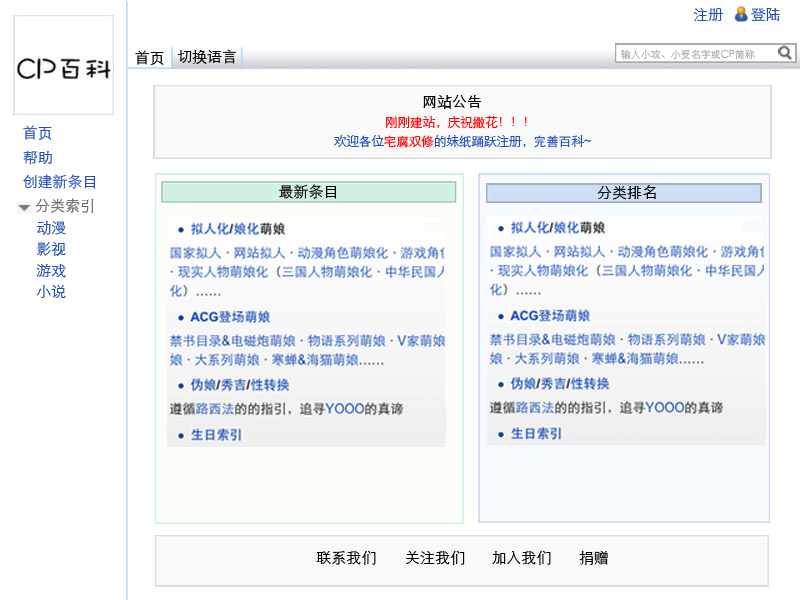 注册 登陆
CP百科
首页 切换语言
输入小攻、小受名字或CP简称
首页
帮助
创建新条目
分类索引
动漫
影视
游戏
小说
网站公告
刚刚建站，庆祝撒花！！！
欢迎各位宅腐双修的妹纸踊跃注册，完善百科~
最新条目
• 拟人化/娘化萌娘
国家拟人 · 网站拟人 · 动漫角色萌娘化 · 游戏角
· 现实人物萌娘化（三国人物萌娘化 · 中华民国人
化）……
• ACG登场萌娘
禁书目录&电磁炮萌娘 · 物语系列萌娘 · V家萌娘
娘 · 大系列萌娘 · 寒蝉&海猫萌娘……
• 伪娘/秀吉/性转换
遵循路西法的的指引，追寻YOOO的真谛
• 生日索引
分类排名
• 拟人化/娘化萌娘
国家拟人 · 网站拟人 · 动漫角色萌娘化 · 游戏角
· 现实人物萌娘化（三国人物萌娘化 · 中华民国人
化）……
• ACG登场萌娘
禁书目录&电磁炮萌娘 · 物语系列萌娘 · V家萌娘
娘 · 大系列萌娘 · 寒蝉&海猫萌娘……
• 伪娘/秀吉/性转换
遵循路西法的的指引，追寻YOOO的真谛
• 生日索引
联系我们 关注我们 加入我们 捐赠